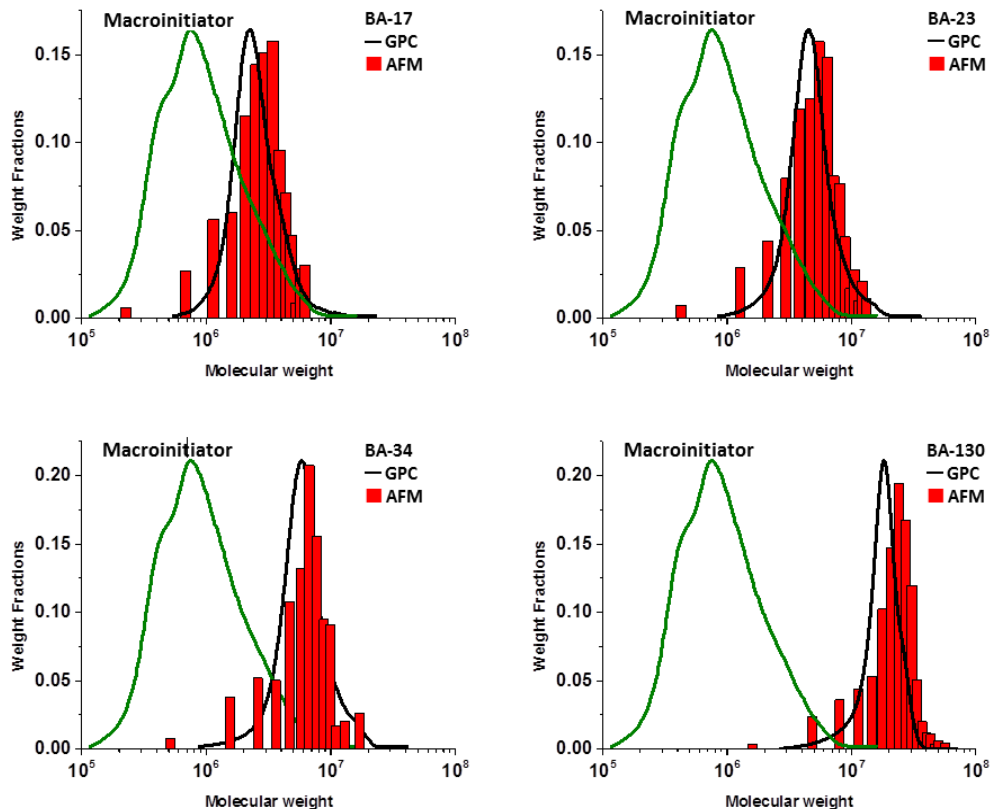 Macroinitiator
BA-17
GPC
AFM
0.15
0.10
0.05
0.00
Weight Fractions
10^5
10^6
10^7
10^8
Molecular weight
Macroinitiator
BA-23
GPC
AFM
0.15
0.10
0.05
0.00
Weight Fractions
10^5
10^6
10^7
10^8
Molecular weight
Macroinitiator
BA-34
GPC
AFM
0.20
0.15
0.10
0.05
0.00
Weight Fractions
10^5
10^6
10^7
10^8
Molecular weight
Macroinitiator
BA-130
GPC
AFM
0.20
0.15
0.10
0.05
0.00
Weight Fractions
10^5
10^6
10^7
10^8
Molecular weight